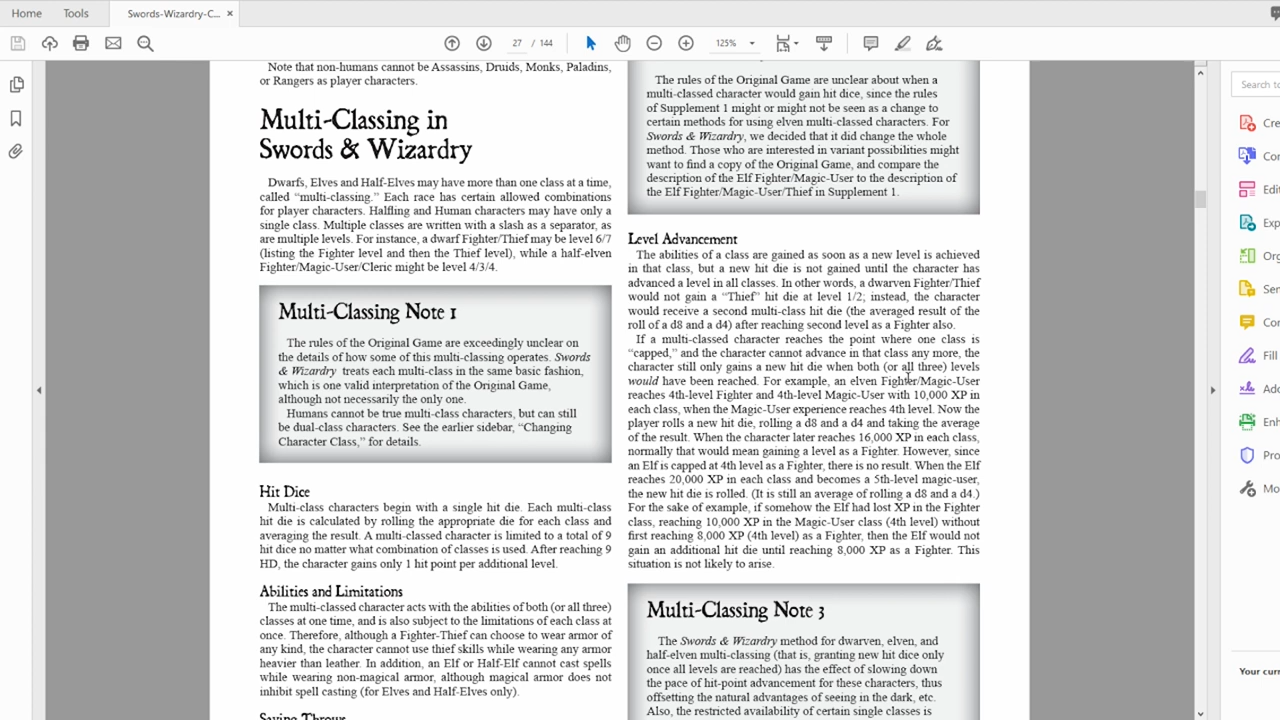 Home
Tools
Swords-Wizardry-C... ×
27 / 144
125%
Note that non-humans cannot be Assassins, Druids, Monks, Paladins,
or Rangers as player characters.
Multi-Classing in
Swords & Wizardry
Dwarfs, Elves and Half-Elves may have more than one class at a time,
called “multi-classing.” Each race has certain allowed combinations
for player characters. Halfling and Human characters may have only a
single class. Multiple classes are written with a slash as a separator, as
are multiple levels. For instance, a dwarf Fighter/Thief may be level 6/7
(listing the Fighter level and then the Thief level), while a half-elven
Fighter/Magic-User/Cleric might be level 4/3/4.
Multi-Classing Note 1
The rules of the Original Game are exceedingly unclear on
the details of how some of this multi-classing operates. Swords
& Wizardry treats each multi-class in the same basic fashion,
which is one valid interpretation of the Original Game,
although not necessarily the only one.
Humans cannot be true multi-class characters, but can still
be dual-class characters. See the earlier sidebar, “Changing
Character Class,” for details.
Hit Dice
Multi-class characters begin with a single hit die. Each multi-class
hit die is calculated by rolling the appropriate die for each class and
averaging the result. A multi-classed character is limited to a total of 9
hit dice no matter what combination of classes is used. After reaching 9
HD, the character gains only 1 hit point per additional level.
Abilities and Limitations
The multi-classed character acts with the abilities of both (or all three)
classes at one time, and is also subject to the limitations of each class at
once. Therefore, although a Fighter-Thief can choose to wear armor of
any kind, the character cannot use thief skills while wearing any armor
heavier than leather. In addition, an Elf or Half-Elf cannot cast spells
while wearing non-magical armor, although magical armor does not
inhibit spell casting (for Elves and Half-Elves only).
Saving Throws
The rules of the Original Game are unclear about when a
multi-classed character would gain hit dice, since the rules
of Supplement 1 might or might not be seen as a change to
certain methods for using elven multi-classed characters. For
Swords & Wizardry, we decided that it did change the whole
method. Those who are interested in variant possibilities might
want to find a copy of the Original Game, and compare the
description of the Elf Fighter/Magic-User to the description of
the Elf Fighter/Magic-User/Thief in Supplement 1.
Level Advancement
The abilities of a class are gained as soon as a new level is achieved
in that class, but a new hit die is not gained until the character has
advanced a level in all classes. In other words, a dwarven Fighter/Thief
would not gain a “Thief” hit die at level 1/2; instead, the character
would receive a second multi-class hit die (the averaged result of the
roll of a d8 and a d4) after reaching second level as a Fighter also.
If a multi-classed character reaches the point where one class is
“capped,” and the character cannot advance in that class any more, the
character still only gains a new hit die when both (or all three) levels
would have been reached. For example, an elven Fighter/Magic-User
reaches 4th-level Fighter and 4th-level Magic-User with 10,000 XP in
each class, when the Magic-User experience reaches 4th level. Now the
player rolls a new hit die, rolling a d8 and a d4 and taking the average
of the result. When the character later reaches 16,000 XP in each class,
normally that would mean gaining a level as a Fighter. However, since
an Elf is capped at 4th level as a Fighter, there is no result. When the Elf
reaches 20,000 XP in each class and becomes a 5th-level magic-user,
the new hit die is rolled. (It is still an average of rolling a d8 and a d4.)
For the sake of example, if somehow the Elf had lost XP in the Fighter
class, reaching 10,000 XP in the Magic-User class (4th level) without
first reaching 8,000 XP (4th level) as a Fighter, then the Elf would not
gain an additional hit die until reaching 8,000 XP as a Fighter. This
situation is not likely to arise.
Multi-Classing Note 3
The Swords & Wizardry method for dwarven, elven, and
half-elven multi-classing (that is, granting new hit dice only
once all levels are reached) has the effect of slowing down
the pace of hit-point advancement for these characters, thus
offsetting the natural advantages of seeing in the dark, etc.
Also, the restricted availability of certain single classes is
Search to
Cre
Con
Edi
Exp
Org
Sen
Con
Fill
Add
Enh
Pro
Mo
Your curr